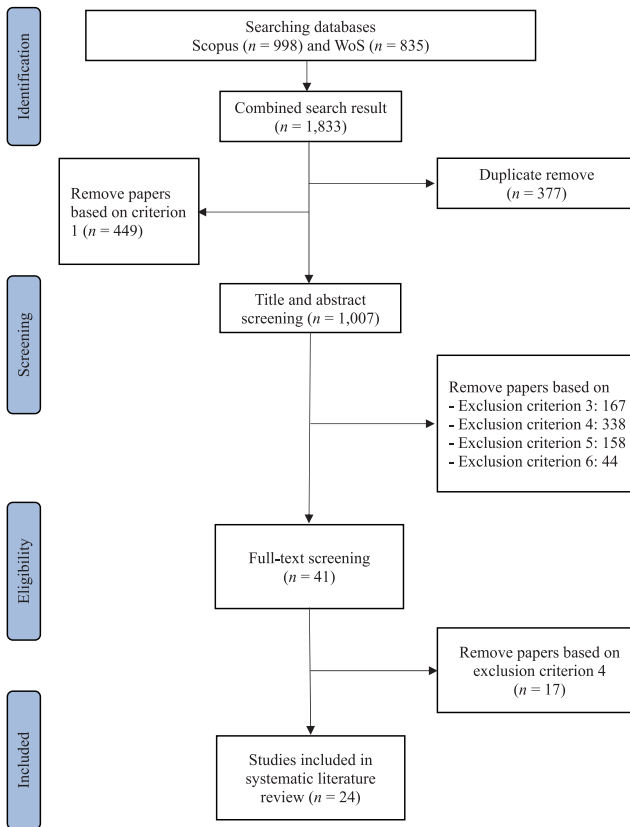 Identification
Searching databases
Scopus (n = 998) and WoS (n = 835)
Combined search result
(n = 1,833)
Remove papers
based on criterion
1 (n = 449)
Duplicate remove
(n = 377)
Screening
Title and abstract
screening (n = 1,007)
Remove papers based on
- Exclusion criterion 3: 167
- Exclusion criterion 4: 338
- Exclusion criterion 5: 158
- Exclusion criterion 6: 44
Eligibility
Full-text screening
(n = 41)
Remove papers based on
exclusion criterion 4
(n = 17)
Included
Studies included in
systematic literature
review (n = 24)